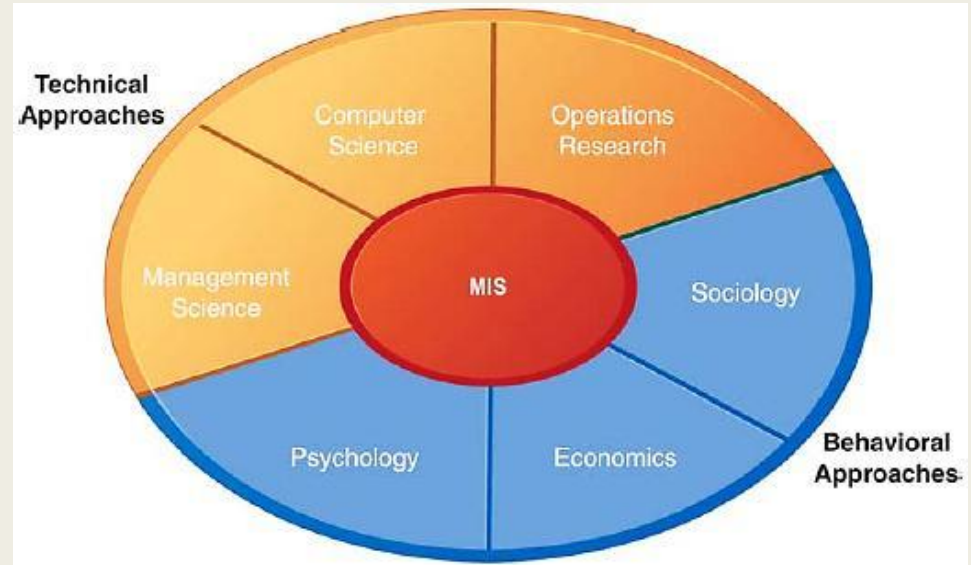 Technical
Approaches
Computer
Science
Operations
Research
Management
Science
MIS
Sociology
Psychology
Economics
Behavioral
Approaches